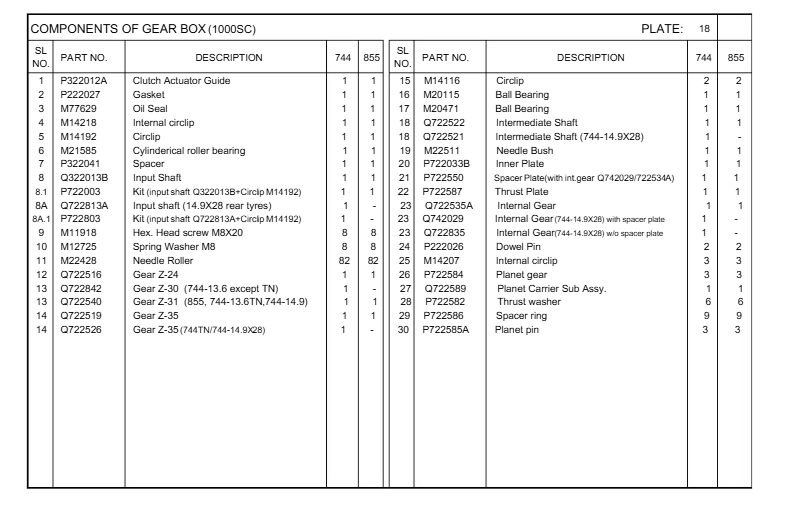 COMPONENTS OF GEAR BOX (1000SC) PLATE: 18
SL NO. PART NO. DESCRIPTION 744 855
1 P322012A Clutch Actuator Guide 1 1
2 P222027 Gasket 1 1
3 M77629 Oil Seal 1 1
4 M14218 Internal circlip 1 1
5 M14192 Circlip 1 1
6 M21585 Cylinderical roller bearing 1 1
7 P322041 Spacer 1 1
8 Q322013B Input Shaft 1 1
8.1 P722003 Kit (input shaft Q322013B+Circlip M14192) 1 1
8A Q722813A Input shaft (14.9X28 rear tyres) 1 -
8A.1 P722803 Kit (input shaft Q722813A+Circlip M14192) 1 -
9 M11918 Hex. Head screw M8X20 8 8
10 M12725 Spring Washer M8 8 8
11 M22428 Needle Roller 82 82
12 Q722516 Gear Z-24 1 1
13 Q722842 Gear Z-30 (744-13.6 except TN) 1 -
13 Q722540 Gear Z-31 (855, 744-13.6TN,744-14.9) 1 1
14 Q722519 Gear Z-35 1 1
14 Q722526 Gear Z-35 (744TN/744-14.9X28) 1 -
SL NO. PART NO. DESCRIPTION 744 855
15 M14116 Circlip 2 2
16 M20115 Ball Bearing 1 1
17 M20471 Ball Bearing 1 1
18 Q722522 Intermediate Shaft 1 1
18 Q722521 Intermediate Shaft (744-14.9X28) 1 -
19 M22511 Needle Bush 1 1
20 P722033B Inner Plate 1 1
21 P722550 Spacer Plate(with int.gear Q742029/722534A) 1 1
22 P722587 Thrust Plate 1 1
23 Q722535A Internal Gear 1 1
23 Q742029 Internal Gear(744-14.9X28) with spacer plate 1 -
23 Q722835 Internal Gear(744-14.9X28) w/o spacer plate 1 -
24 P222026 Dowel Pin 2 2
25 M14207 Internal circlip 3 3
26 P722584 Planet gear 3 3
27 Q722589 Planet Carrier Sub Assy. 1 1
28 P722582 Thrust washer 6 6
29 P722586 Spacer ring 9 9
30 P722585A Planet pin 3 3